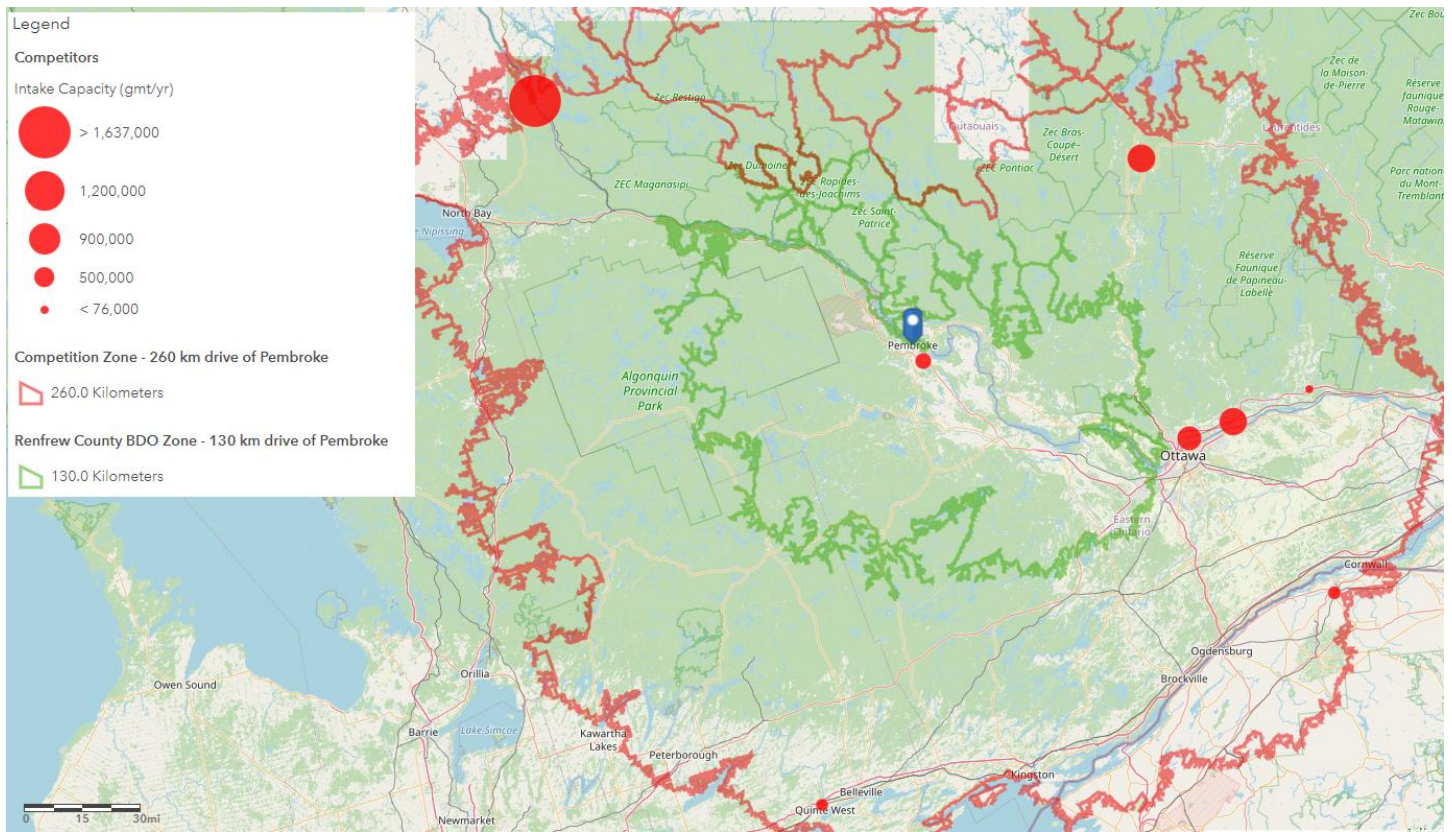 Legend
Competitors
Intake Capacity (gmt/yr)
> 1,637,000
1,200,000
900,000
500,000
< 76,000
Competition Zone - 260 km drive of Pembroke
260.0 Kilometers
Renfrew County BDO Zone - 130 km drive of Pembroke
130.0 Kilometers
Zec Restigo
Zec de
la Maison-
de-Pierre
Réserve
faunique
Rouge-
Matawin
Laurentides
Zec Bras-
Coupé-
Désert
Zec Dumoine
ZEC Pontiac
ZEC Maganasipi
Zec Rapides-
des-Joachims
Parc nation
du Mont-
Tremblant
North Bay
Nipissing
Zec Saint-
Patrice
Réserve
Faunique
de Papineau-
Labelle
Pembroke
Algonquin
Provincial
Park
Ottawa
Eastern
Ontario
Cornwall
Ogdensburg
Orillia
Brockville
Owen Sound
Barrie
Lake Simcoe
Kawartha
Lakes
Peterborough
Kingston
Belleville
Quinte West
Newmarket
0 15 30mi